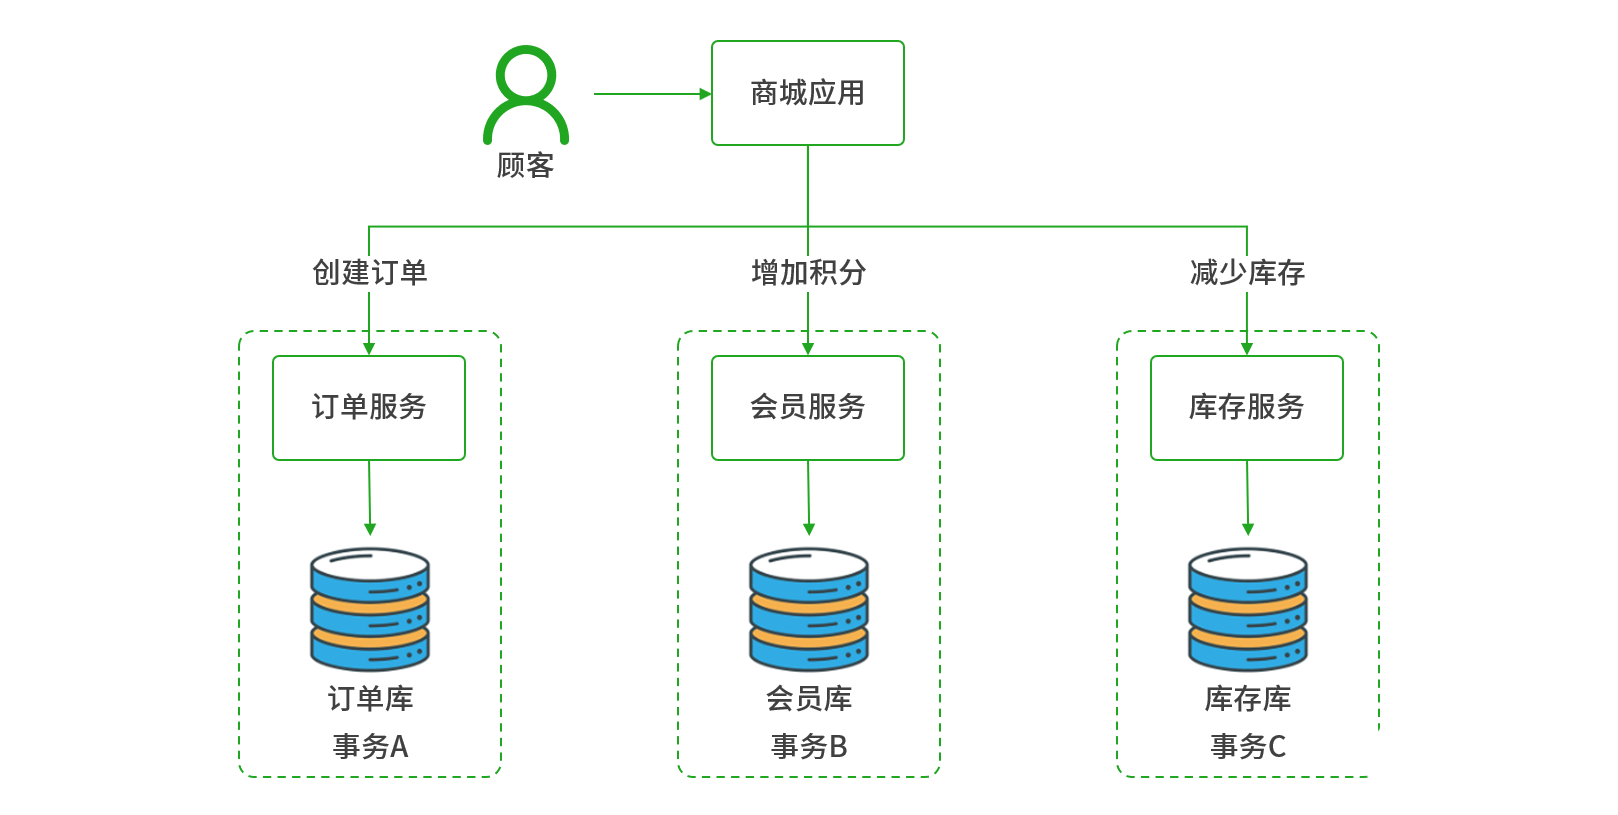 商城应用
顾客
创建订单
增加积分
减少库存
订单服务
会员服务
库存服务
订单库
会员库
库存库
事务A
事务B
事务C